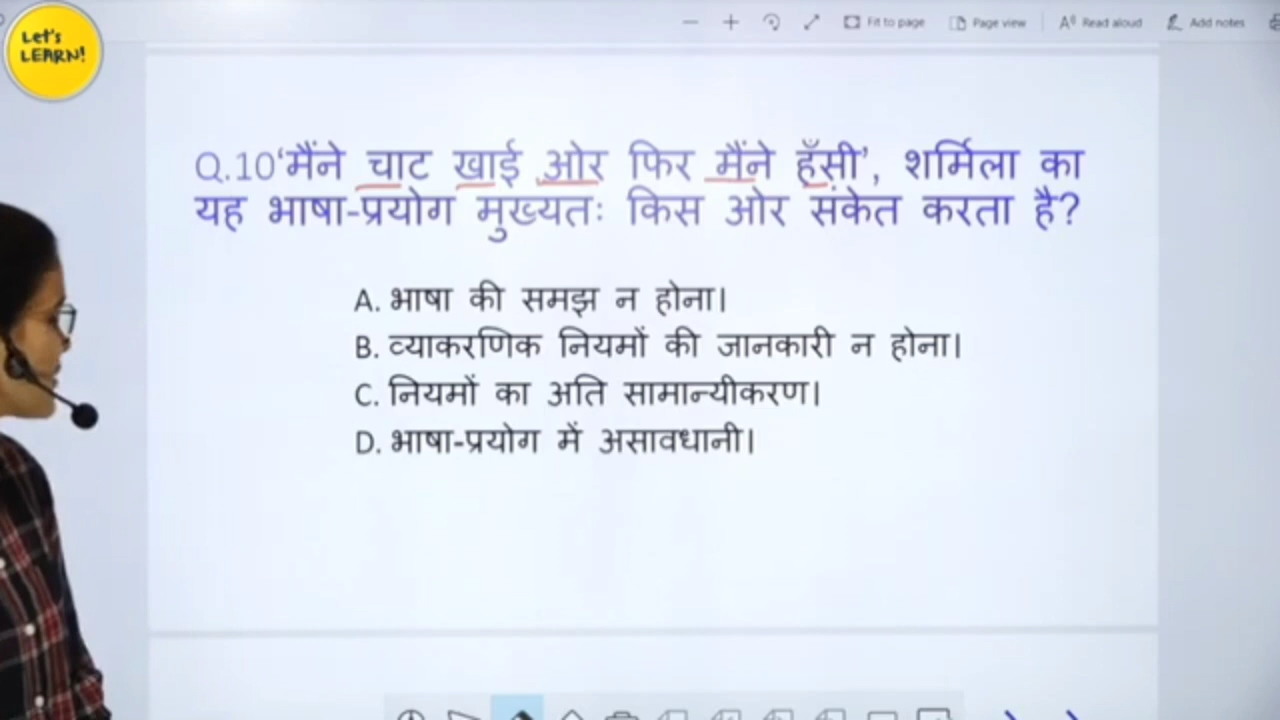 Let's
LEARN!
Fit to page
Page view
Read aloud
Add notes
Q.10‘मैंने चाट खाई ओर फिर मैंने हँसी’, शर्मिला का
यह भाषा-प्रयोग मुख्यतः किस ओर संकेत करता है?
A. भाषा की समझ न होना।
B. व्याकरणिक नियमों की जानकारी न होना।
C. नियमों का अति सामान्यीकरण।
D. भाषा-प्रयोग में असावधानी।